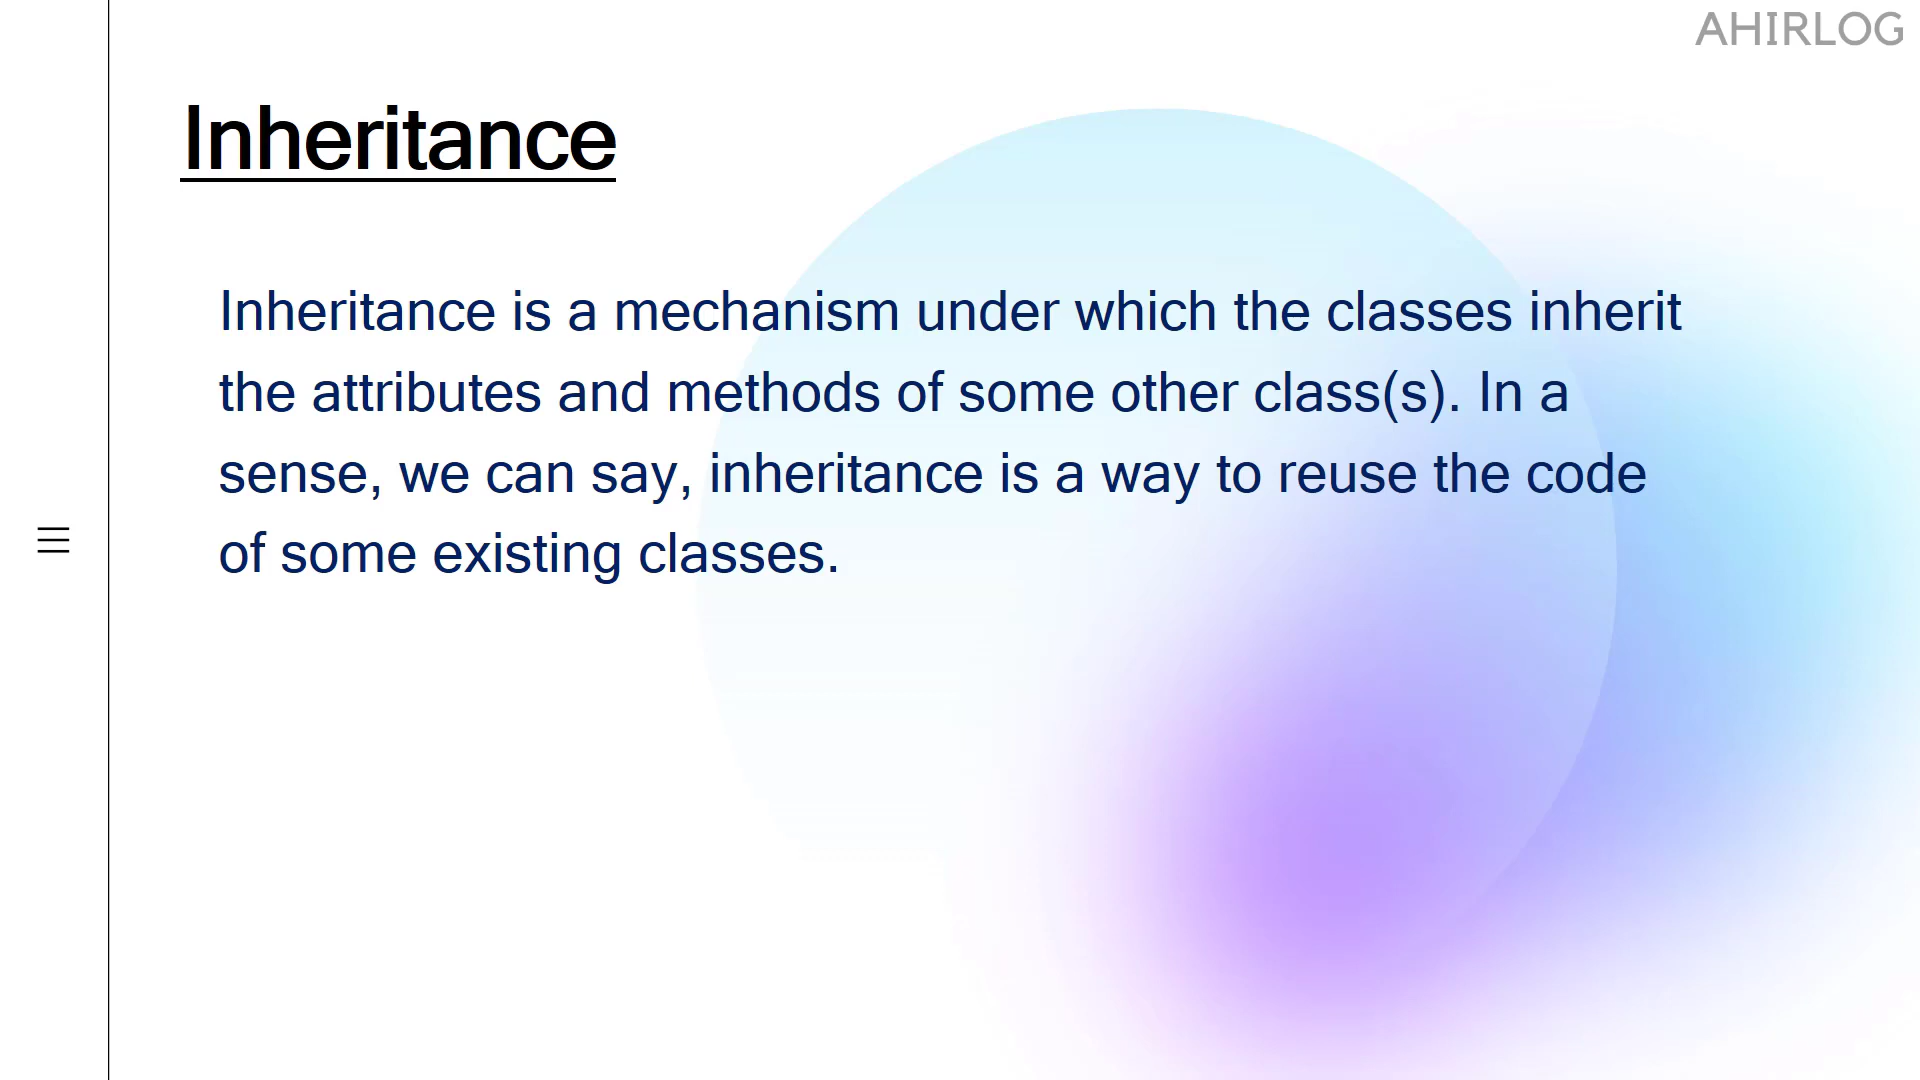 AHIRLOG
Inheritance
Inheritance is a mechanism under which the classes inherit
the attributes and methods of some other class(s). In a
sense, we can say, inheritance is a way to reuse the code
of some existing classes.